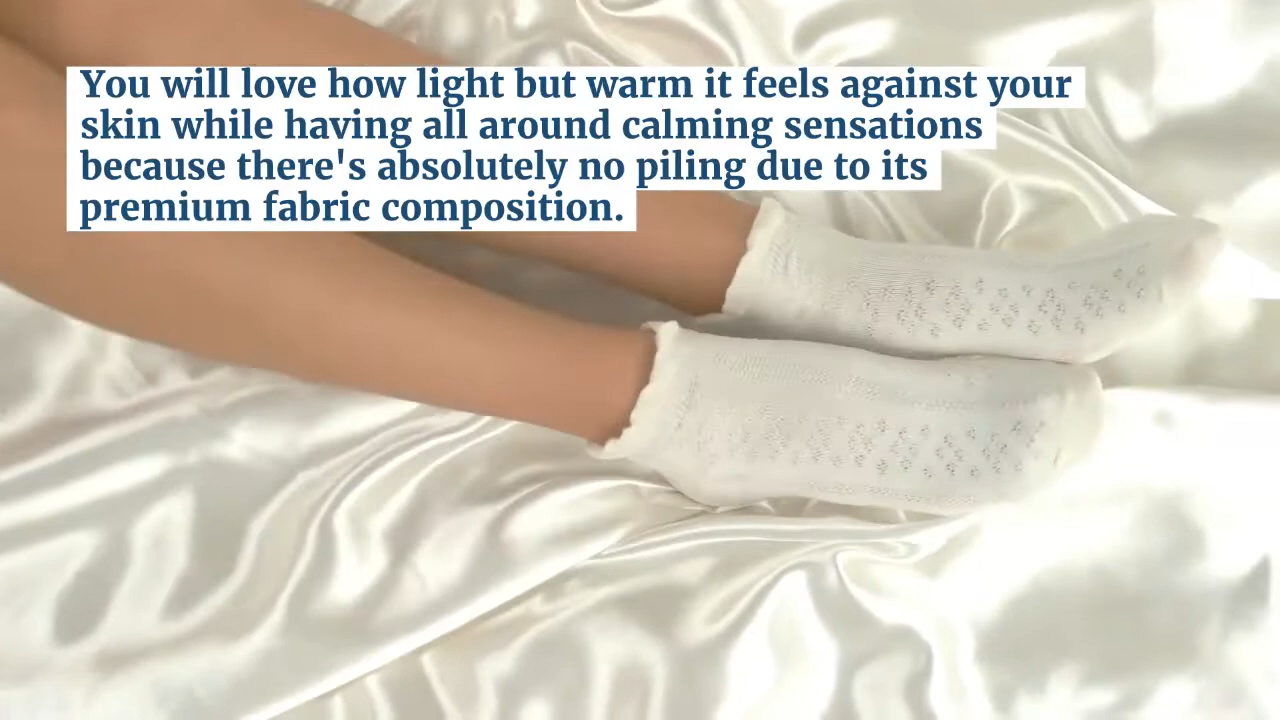 You will love how light but warm it feels against your
skin while having all around calming sensations
because there's absolutely no piling due to its
premium fabric composition.